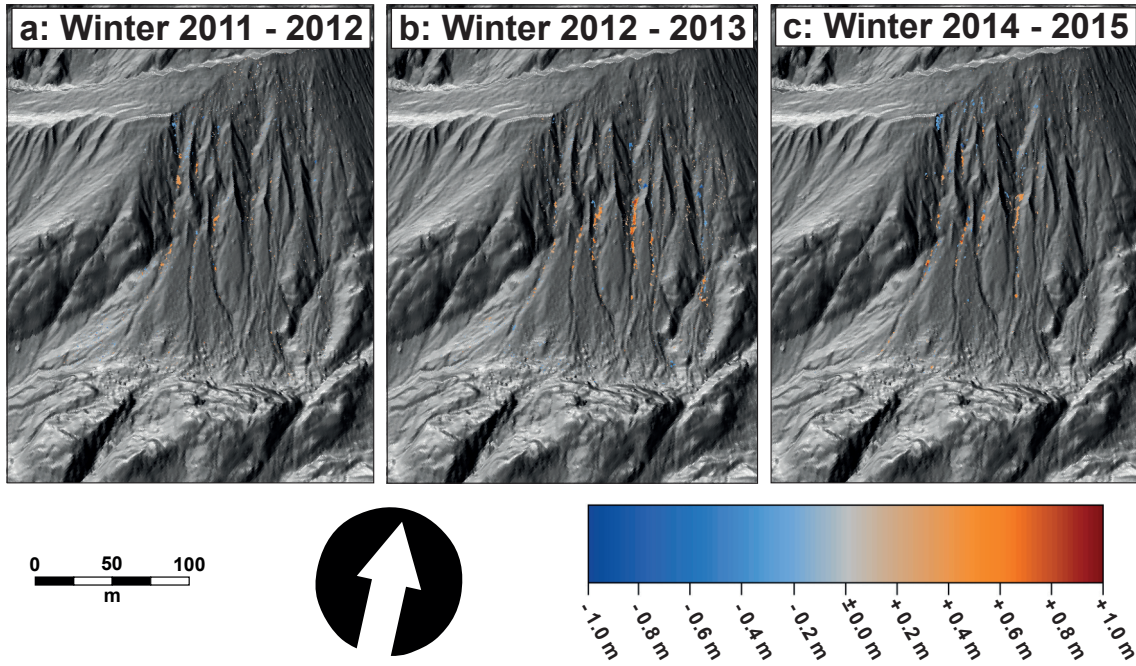 a: Winter 2011 - 2012
b: Winter 2012 - 2013
c: Winter 2014 - 2015
0 50 100
m
- 1.0 m
- 0.8 m
- 0.6 m
- 0.4 m
- 0.2 m
±0.0 m
+ 0.2 m
+ 0.4 m
+ 0.6 m
+ 0.8 m
+ 1.0 m